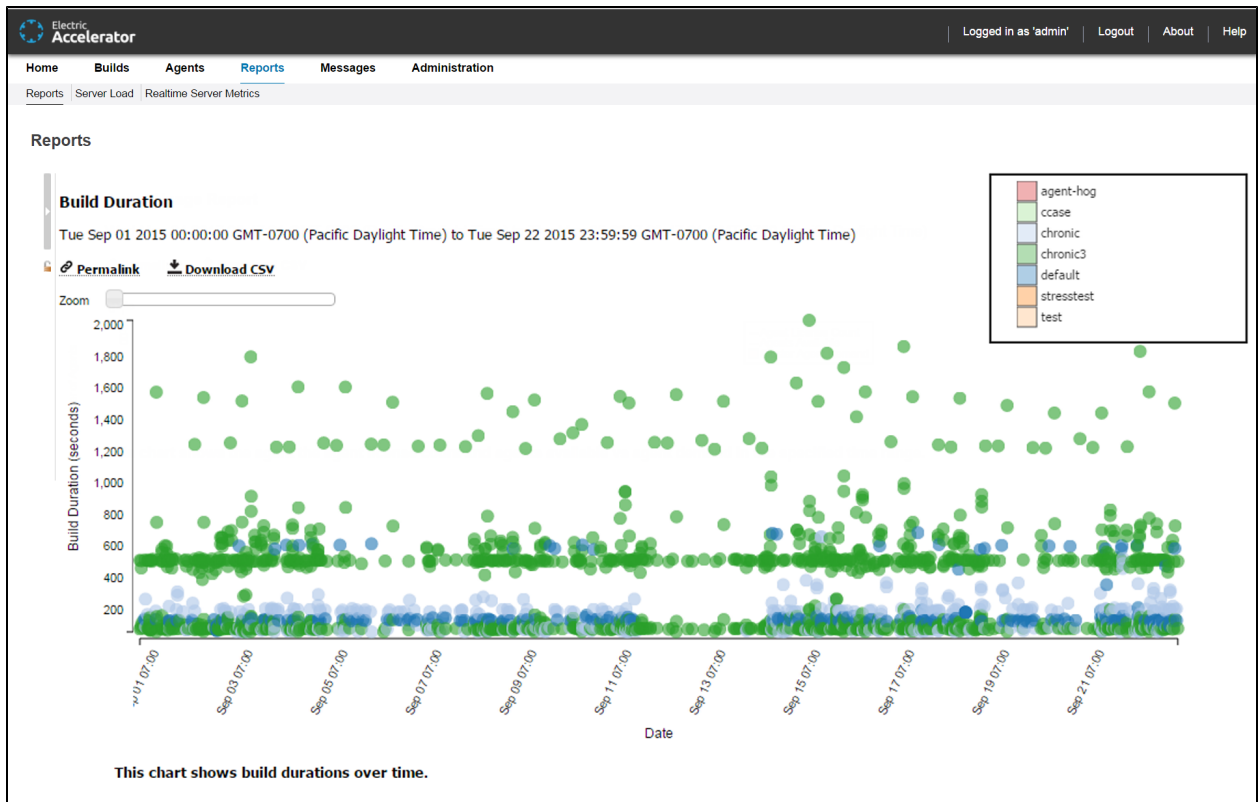 Electric
Accelerator
Logged in as 'admin' Logout About Help
Home Builds Agents Reports Messages Administration
Reports Server Load Realtime Server Metrics
Reports
Build Duration
Tue Sep 01 2015 00:00:00 GMT-0700 (Pacific Daylight Time) to Tue Sep 22 2015 23:59:59 GMT-0700 (Pacific Daylight Time)
Permalink Download CSV
Zoom
agent-hog
ccase
chronic
chronic3
default
stresstest
test
Build Duration (seconds)
2,000
1,800
1,600
1,400
1,200
1,000
800
600
400
200
01 07:00
Sep 03 07:00
Sep 05 07:00
Sep 07 07:00
Sep 09 07:00
Sep 11 07:00
Sep 13 07:00
Sep 15 07:00
Sep 17 07:00
Sep 19 07:00
Sep 21 07:00
Date
This chart shows build durations over time.